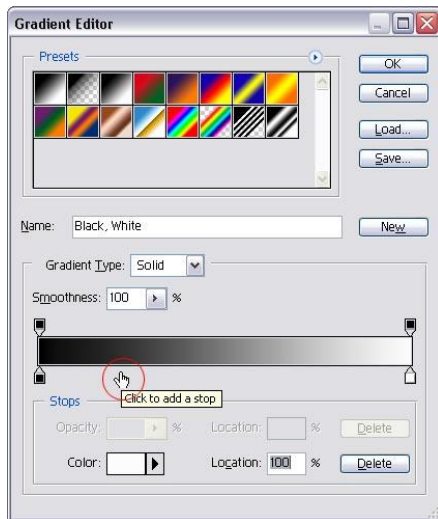 Gradient Editor
Presets
OK
Cancel
Load...
Save...
Name: Black, White
New
Gradient Type: Solid
Smoothness: 100 %
Click to add a stop
Stops
Opacity: % Location: % Delete
Color: Location: 100 % Delete